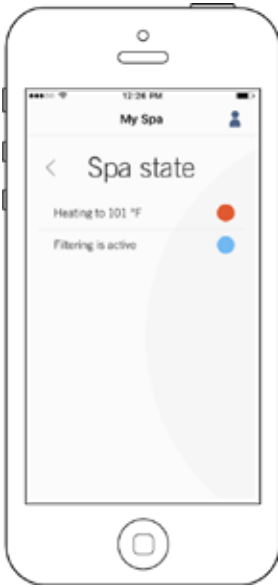 12:26 PM
My Spa
Spa state
Heating to 101 °F
Filtering is active